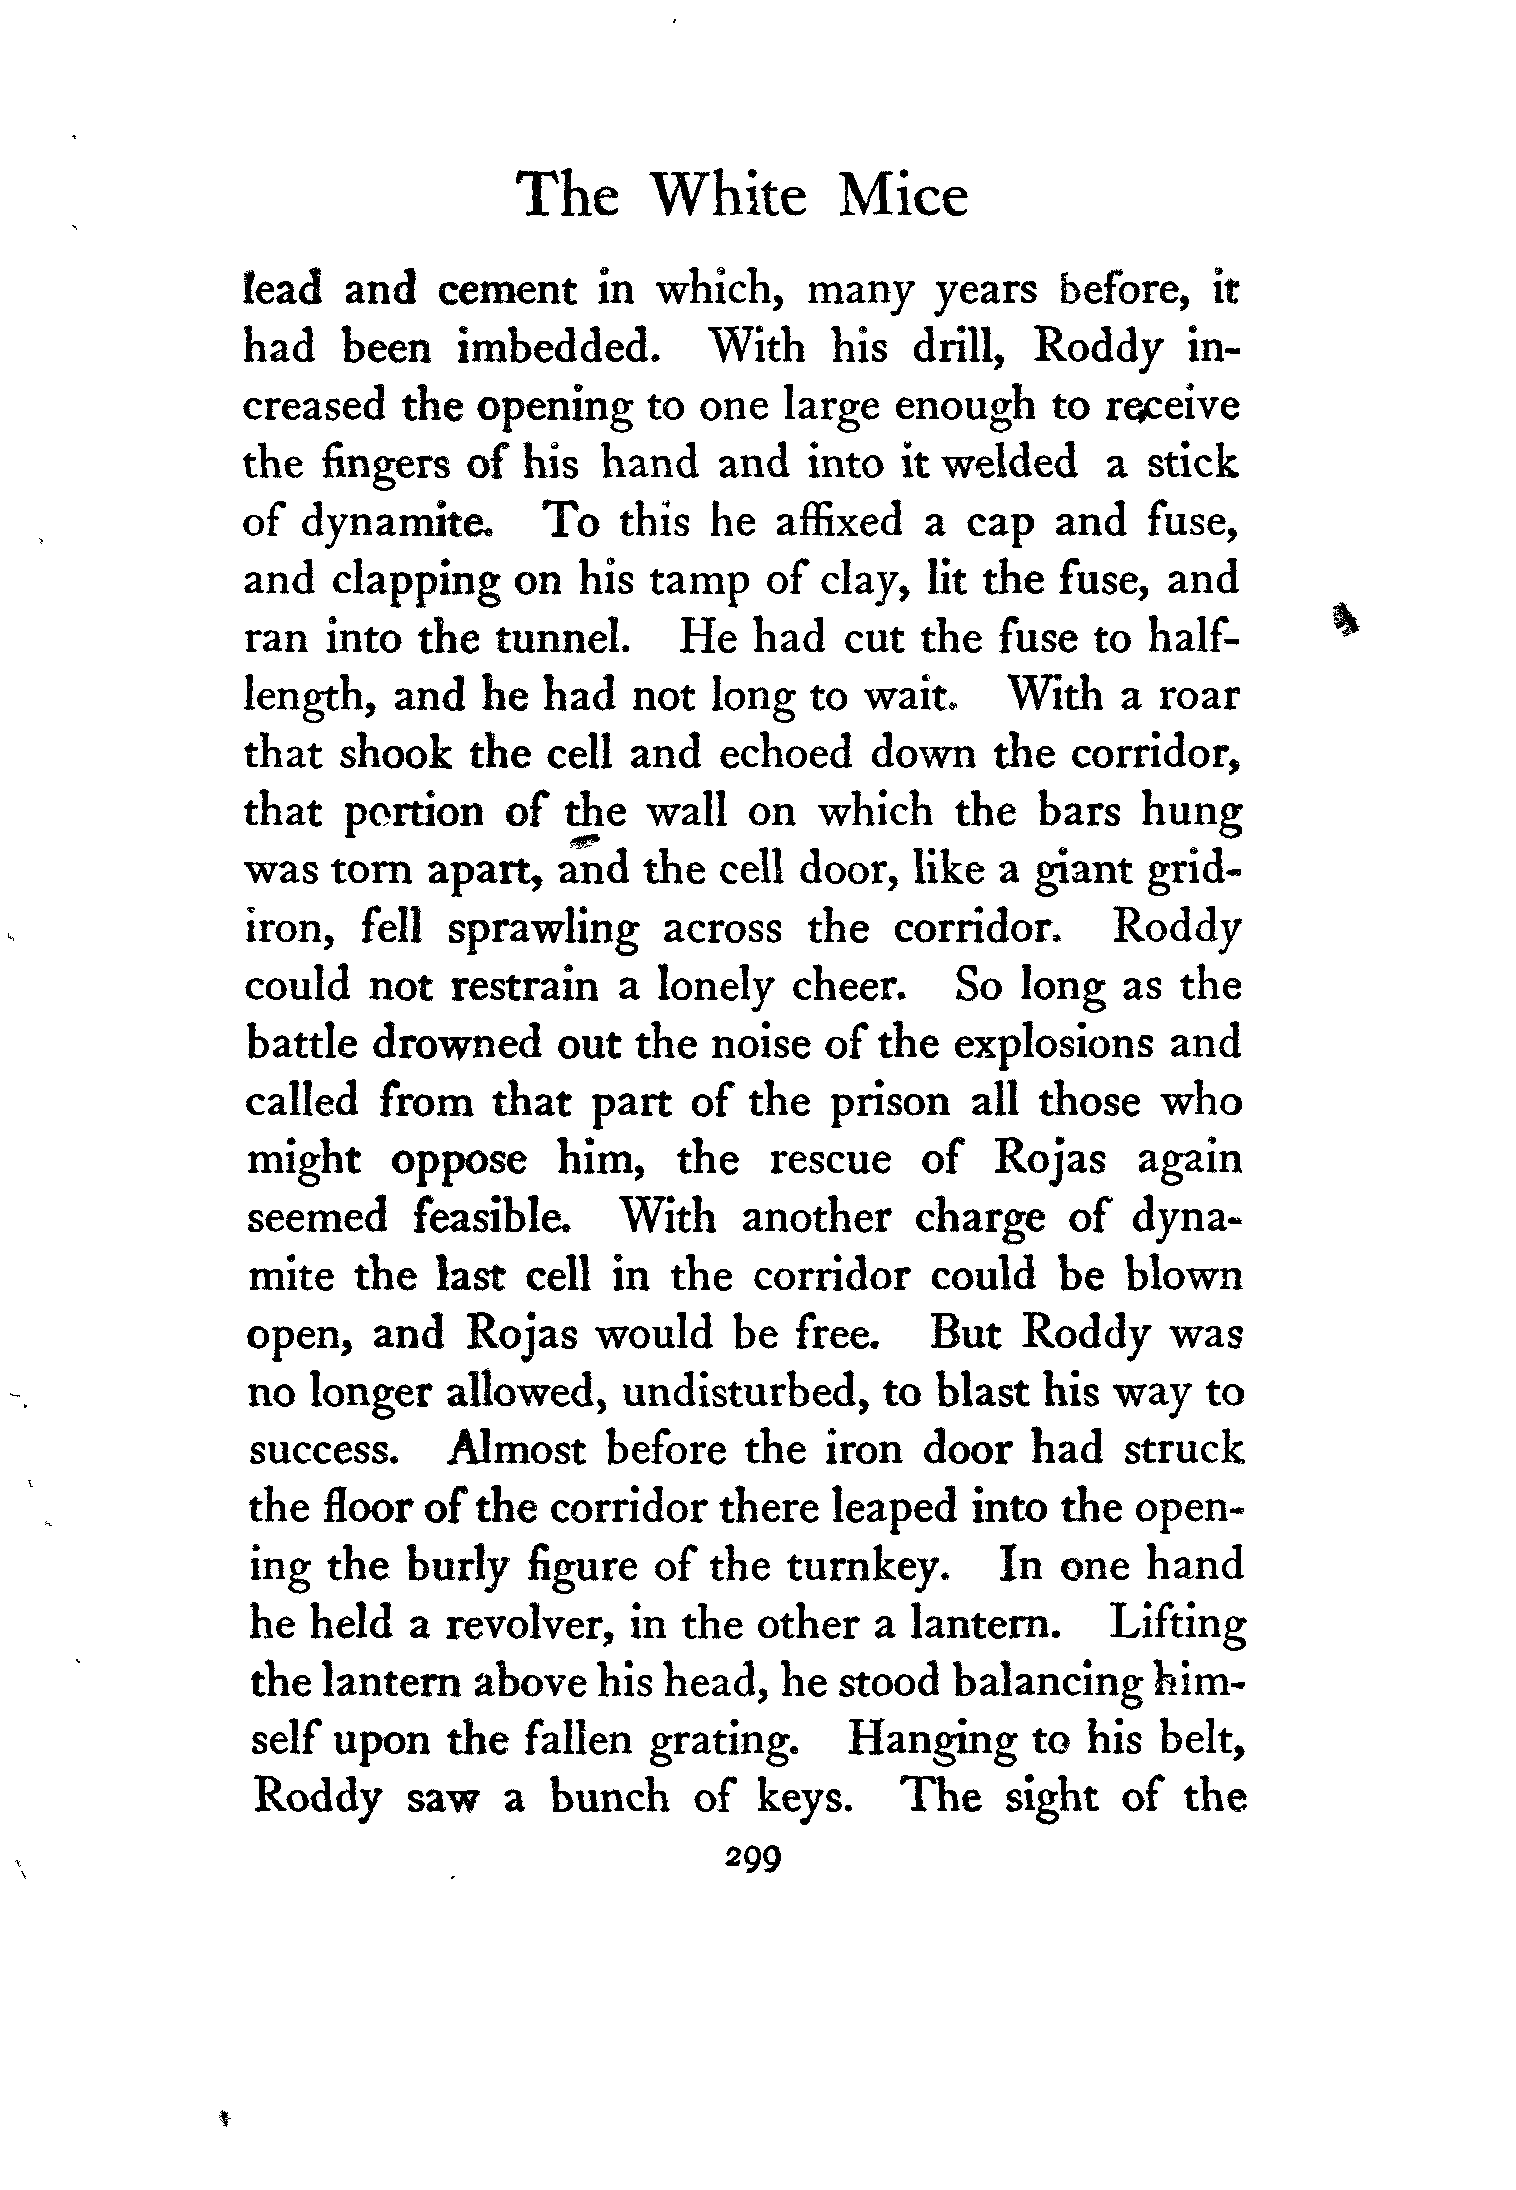 The White Mice
lead and cement in which, many years before, it
had been imbedded. With his drill, Roddy in-
creased the opening to one large enough to receive
the fingers of his hand and into it welded a stick
of dynamite. To this he affixed a cap and fuse,
and clapping on his tamp of clay, lit the fuse, and
ran into the tunnel. He had cut the fuse to half-
length, and he had not long to wait. With a roar
that shook the cell and echoed down the corridor,
that portion of the wall on which the bars hung
was torn apart, and the cell door, like a giant grid-
iron, fell sprawling across the corridor. Roddy
could not restrain a lonely cheer. So long as the
battle drowned out the noise of the explosions and
called from that part of the prison all those who
might oppose him, the rescue of Rojas again
seemed feasible. With another charge of dyna-
mite the last cell in the corridor could be blown
open, and Rojas would be free. But Roddy was
no longer allowed, undisturbed, to blast his way to
success. Almost before the iron door had struck
the floor of the corridor there leaped into the open-
ing the burly figure of the turnkey. In one hand
he held a revolver, in the other a lantern. Lifting
the lantern above his head, he stood balancing him-
self upon the fallen grating. Hanging to his belt,
Roddy saw a bunch of keys. The sight of the
299